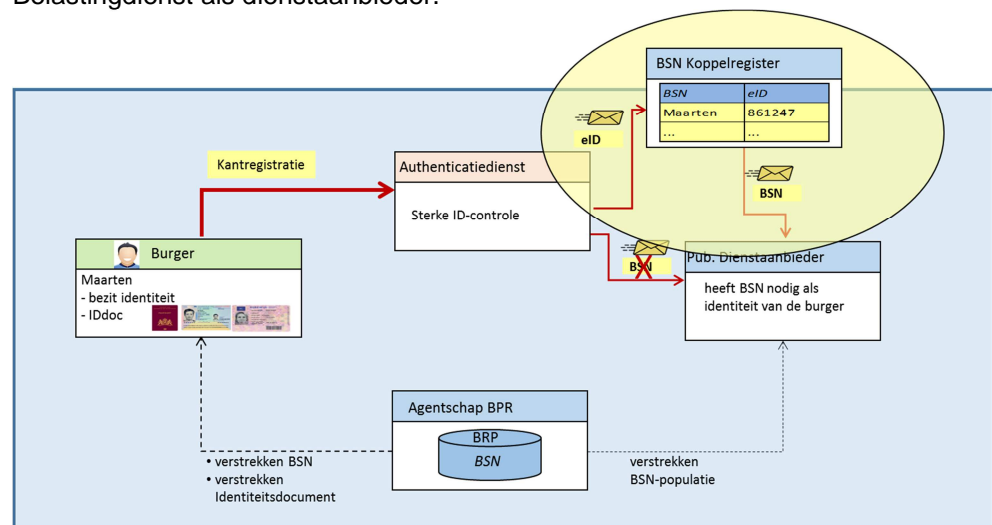 Belastingdienst als dienstaanbieder.
BSN Koppelregister
BSN eID
Maarten 861247
... ...
eID
BSN
Kantregistratie
Authenticatiedienst
Sterke ID-controle
BSN
Burger
Maarten
- bezit identiteit
- IDdoc
Pub. Dienstaanbieder
heeft BSN nodig als
identiteit van de burger
Agentschap BPR
BRP
BSN
• verstrekken BSN
• verstrekken
Identiteitsdocument
verstrekken
BSN-populatie